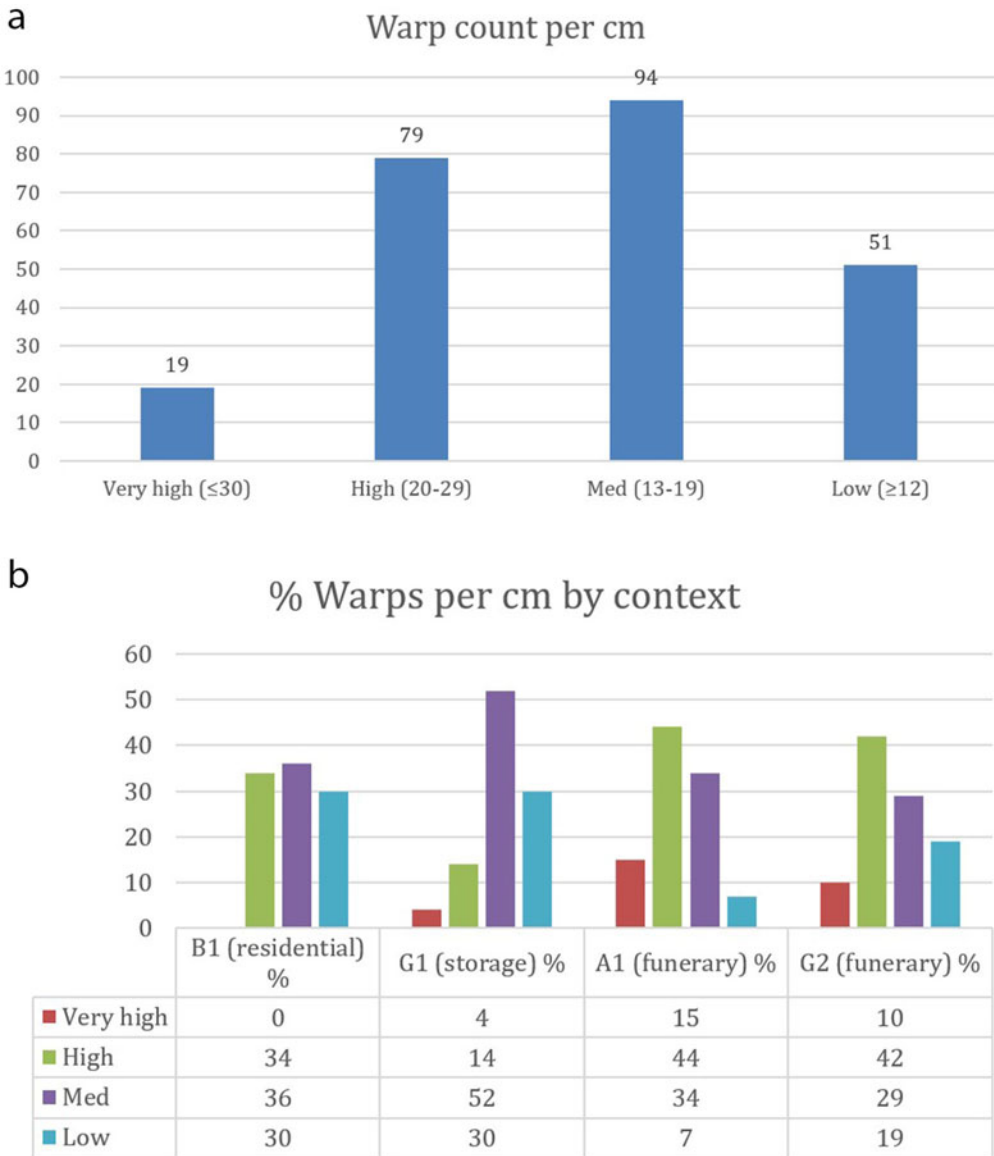 a
Warp count per cm
100
90
80
70
60
50
40
30
20
10
0
19
79
94
51
Very high (≤30)
High (20-29)
Med (13-19)
Low (≥12)
b
% Warps per cm by context
60
50
40
30
20
10
0
B1 (residential) %
G1 (storage) %
A1 (funerary) %
G2 (funerary) %
Very high 0 4 15 10
High 34 14 44 42
Med 36 52 34 29
Low 30 30 7 19